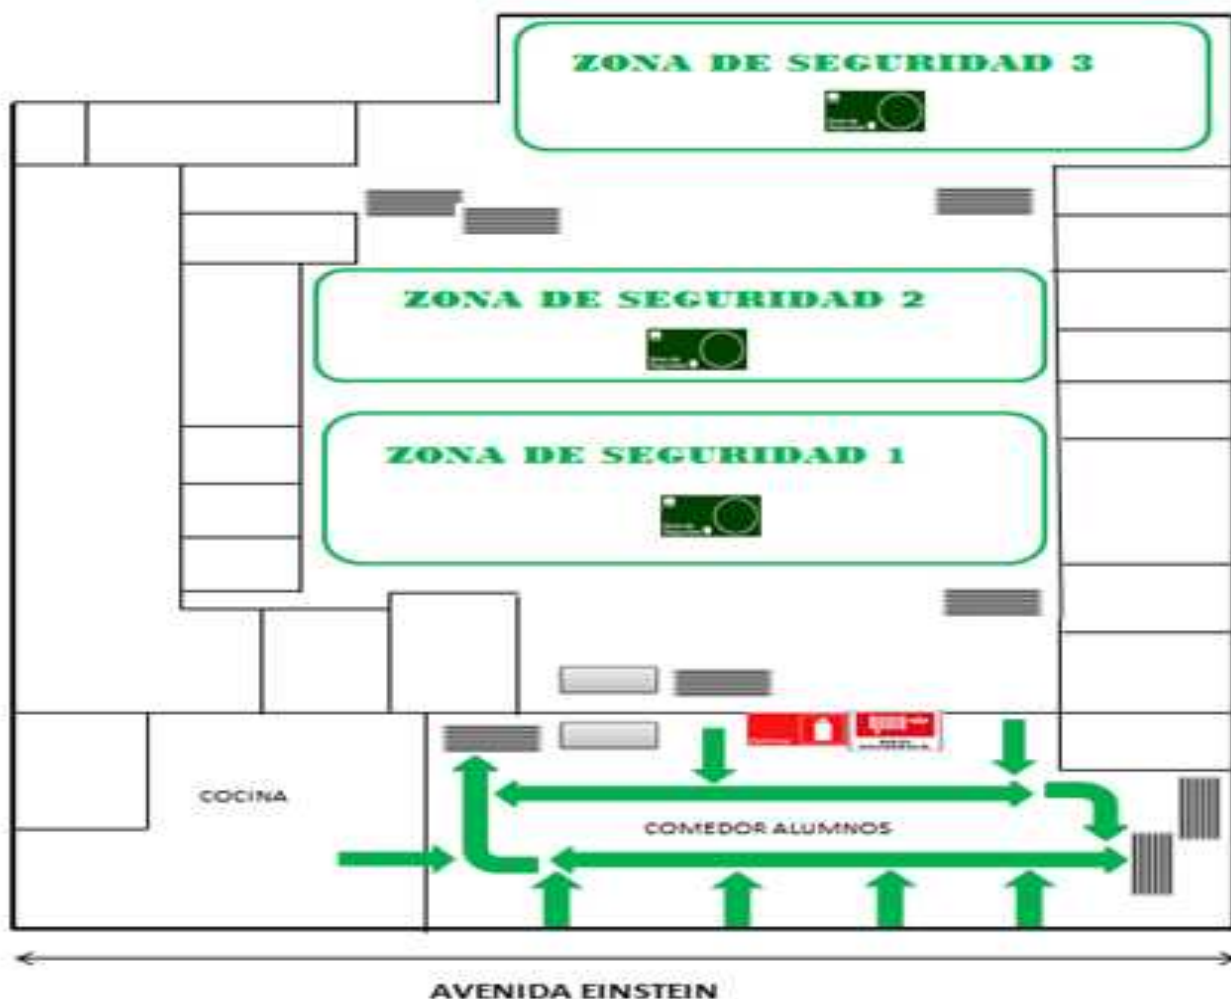 ZONA DE SEGURIDAD 3
ZONA DE SEGURIDAD 2
ZONA DE SEGURIDAD 1
COCINA
COMEDOR ALUMNOS
AVENIDA EINSTEIN